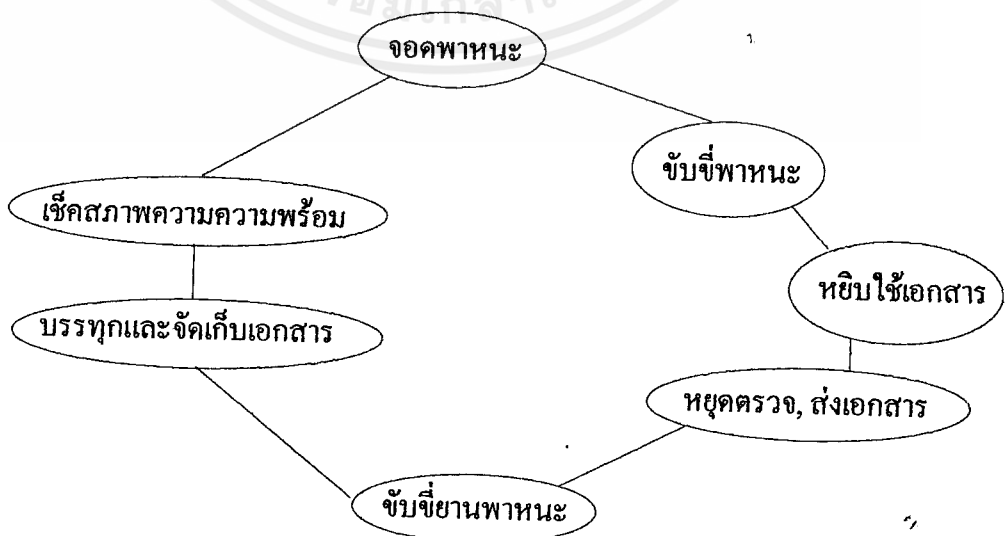 จอดพาหนะ
ขับขี่พาหนะ
เช็คสภาพความความพร้อม
หยิบใช้เอกสาร
บรรทุกและจัดเก็บเอกสาร
หยุดตรวจ, ส่งเอกสาร
ขับขี่ยานพาหนะ